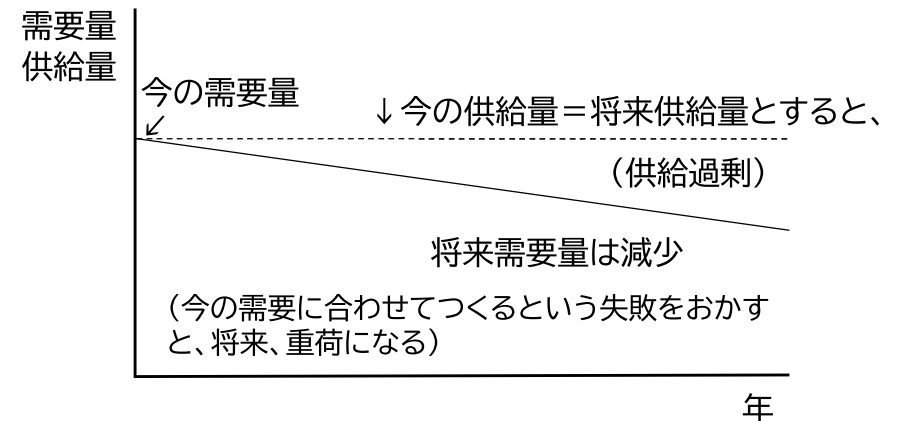 需要量
供給量
今の需要量
↓今の供給量＝将来供給量とすると、
（供給過剰）
将来需要量は減少
（今の需要に合わせてつくるという失敗をおかす
と、将来、重荷になる）
年